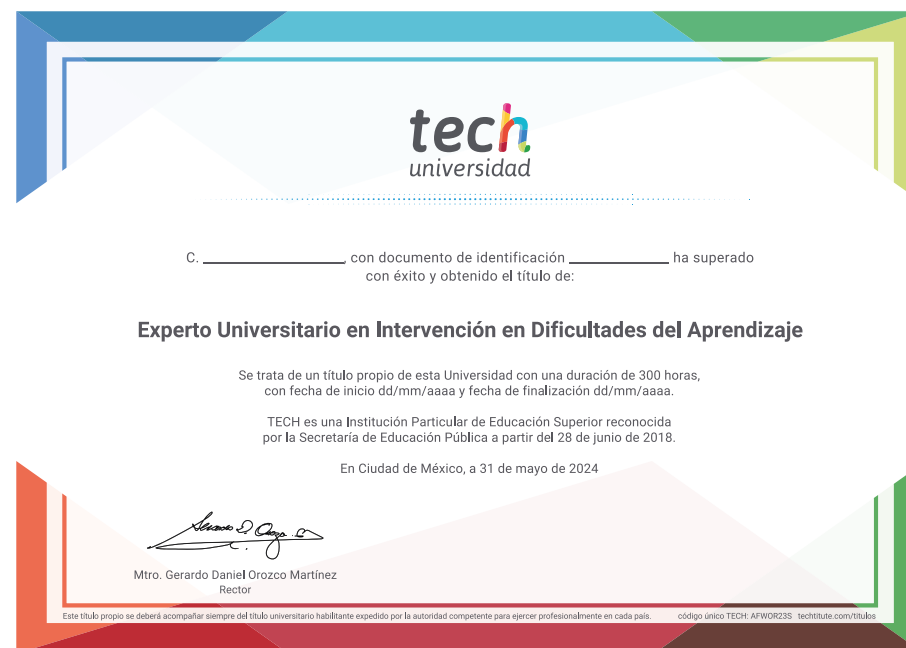 tech
universidad
C. ____________, con documento de identificación ____________ ha superado
con éxito y obtenido el título de:
Experto Universitario en Intervención en Dificultades del Aprendizaje
Se trata de un título propio de esta Universidad con una duración de 300 horas,
con fecha de inicio dd/mm/aaaa y fecha de finalización dd/mm/aaaa.
TECH es una Institución Particular de Educación Superior reconocida
por la Secretaría de Educación Pública a partir del 28 de junio de 2018.
En Ciudad de México, a 31 de mayo de 2024
Mtro. Gerardo Daniel Orozco Martínez
Rector
Este título propio se deberá acompañar siempre del título universitario habilitante expedido por la autoridad competente para ejercer profesionalmente en cada país. código único TECH: AFWOR23S techtitute.com/titulos